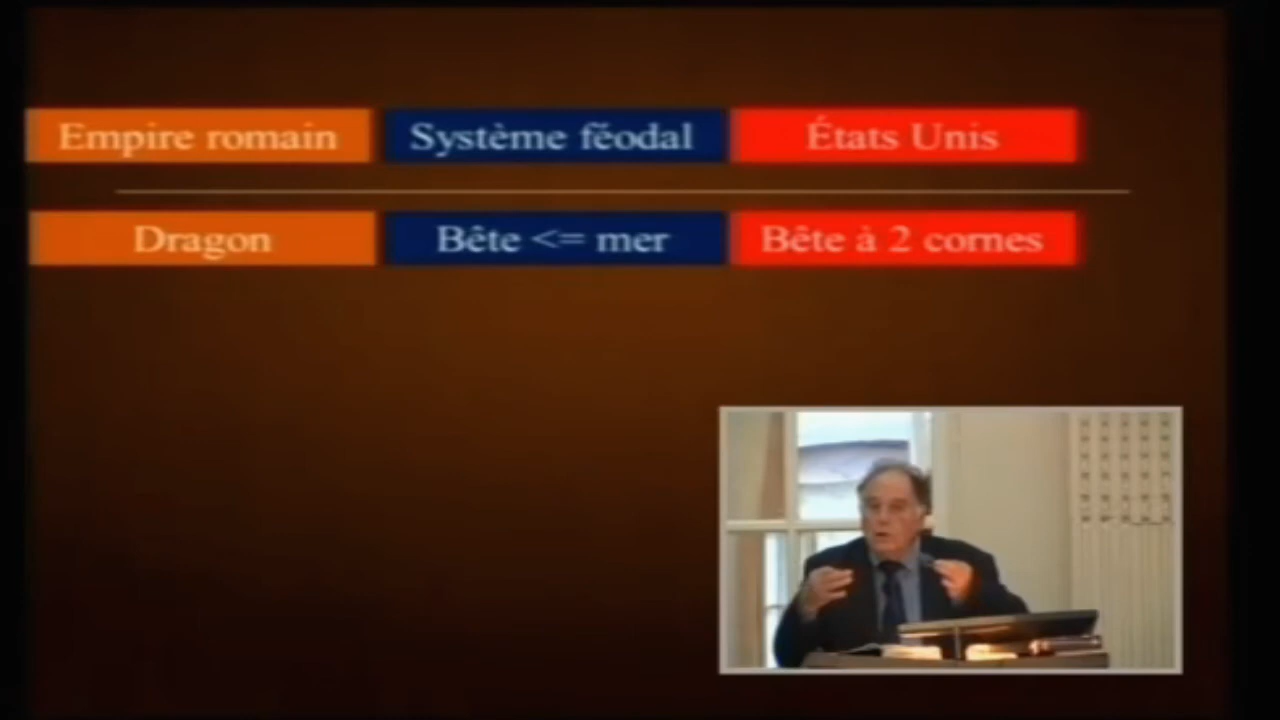 Empire romain Système féodal États Unis
Dragon Bête <= mer Bête à 2 cornes